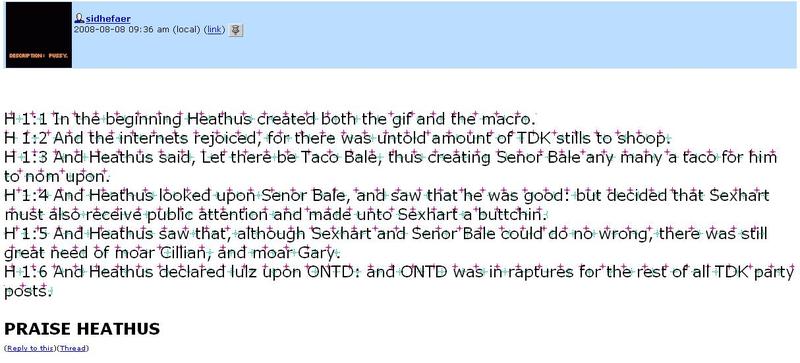 sidhefaer
2008-08-08 09:36 am (local) (link)
DESCRIPTION: PUSSY.
H 1:1 In the beginning Heathus created both the gif and the macro.
H 1:2 And the internets rejoiced, for there was untold amount of TDK stills to shoop.
H 1:3 And Heathus said, Let there be Taco Bale, thus creating Senor Bale any many a taco for him
to nom upon.
H 1:4 And Heathus looked upon Senor Bale, and saw that he was good: but decided that Sexhart
must also receive public attention and made unto Sexhart a buttchin.
H 1:5 And Heathus saw that, although Sexhart and Senor Bale could do no wrong, there was still
great need of moar Cillian, and moar Gary.
H 1:6 And Heathus declared lulz upon ONTD: and ONTD was in raptures for the rest of all TDK party
posts.
PRAISE HEATHUS
(Reply to this)(Thread)